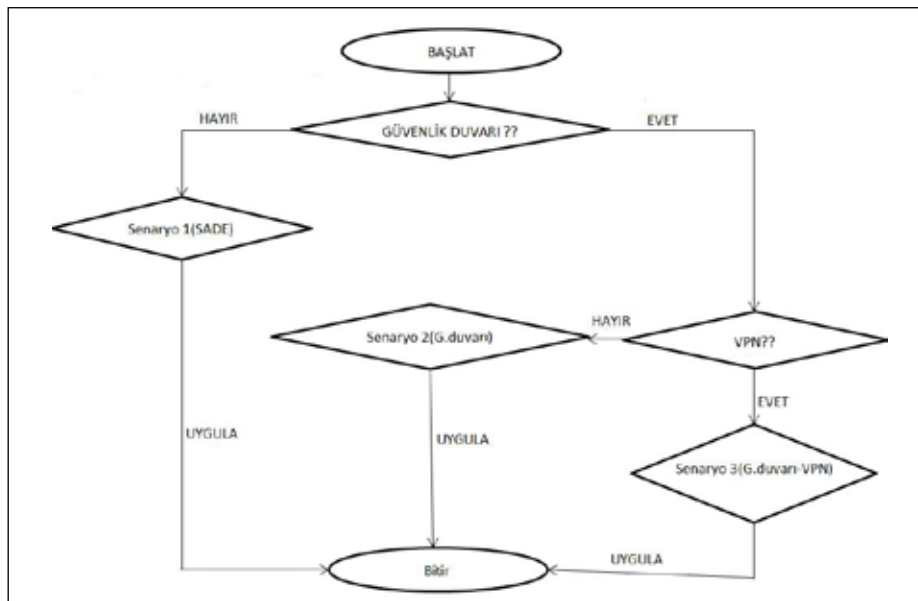 BAŞLAT
HAYIR
GÜVENLİK DUVARI ??
EVET
Senaryo 1(SADE)
HAYIR
Senaryo 2(G.duvarı)
VPN??
EVET
UYGULA
UYGULA
Senaryo 3(G.duvarı-VPN)
UYGULA
Bitir